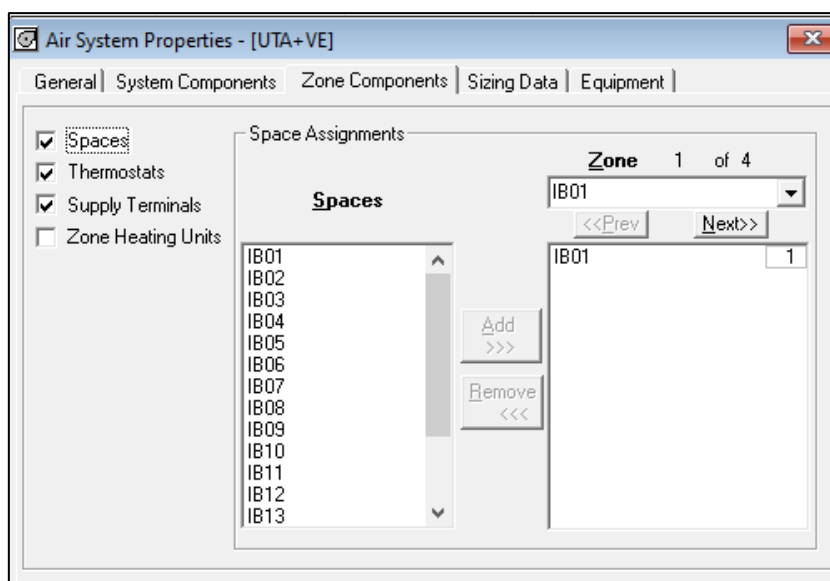 Air System Properties - [UTA+VE]
General System Components Zone Components Sizing Data Equipment
Spaces
Thermostats
Supply Terminals
Zone Heating Units
Space Assignments
Spaces
IB01
IB02
IB03
IB04
IB05
IB06
IB07
IB08
IB09
IB10
IB11
IB12
IB13
Add
>>>
Remove
<<<
Zone 1 of 4
IB01
<<Prev Next>>
IB01 1